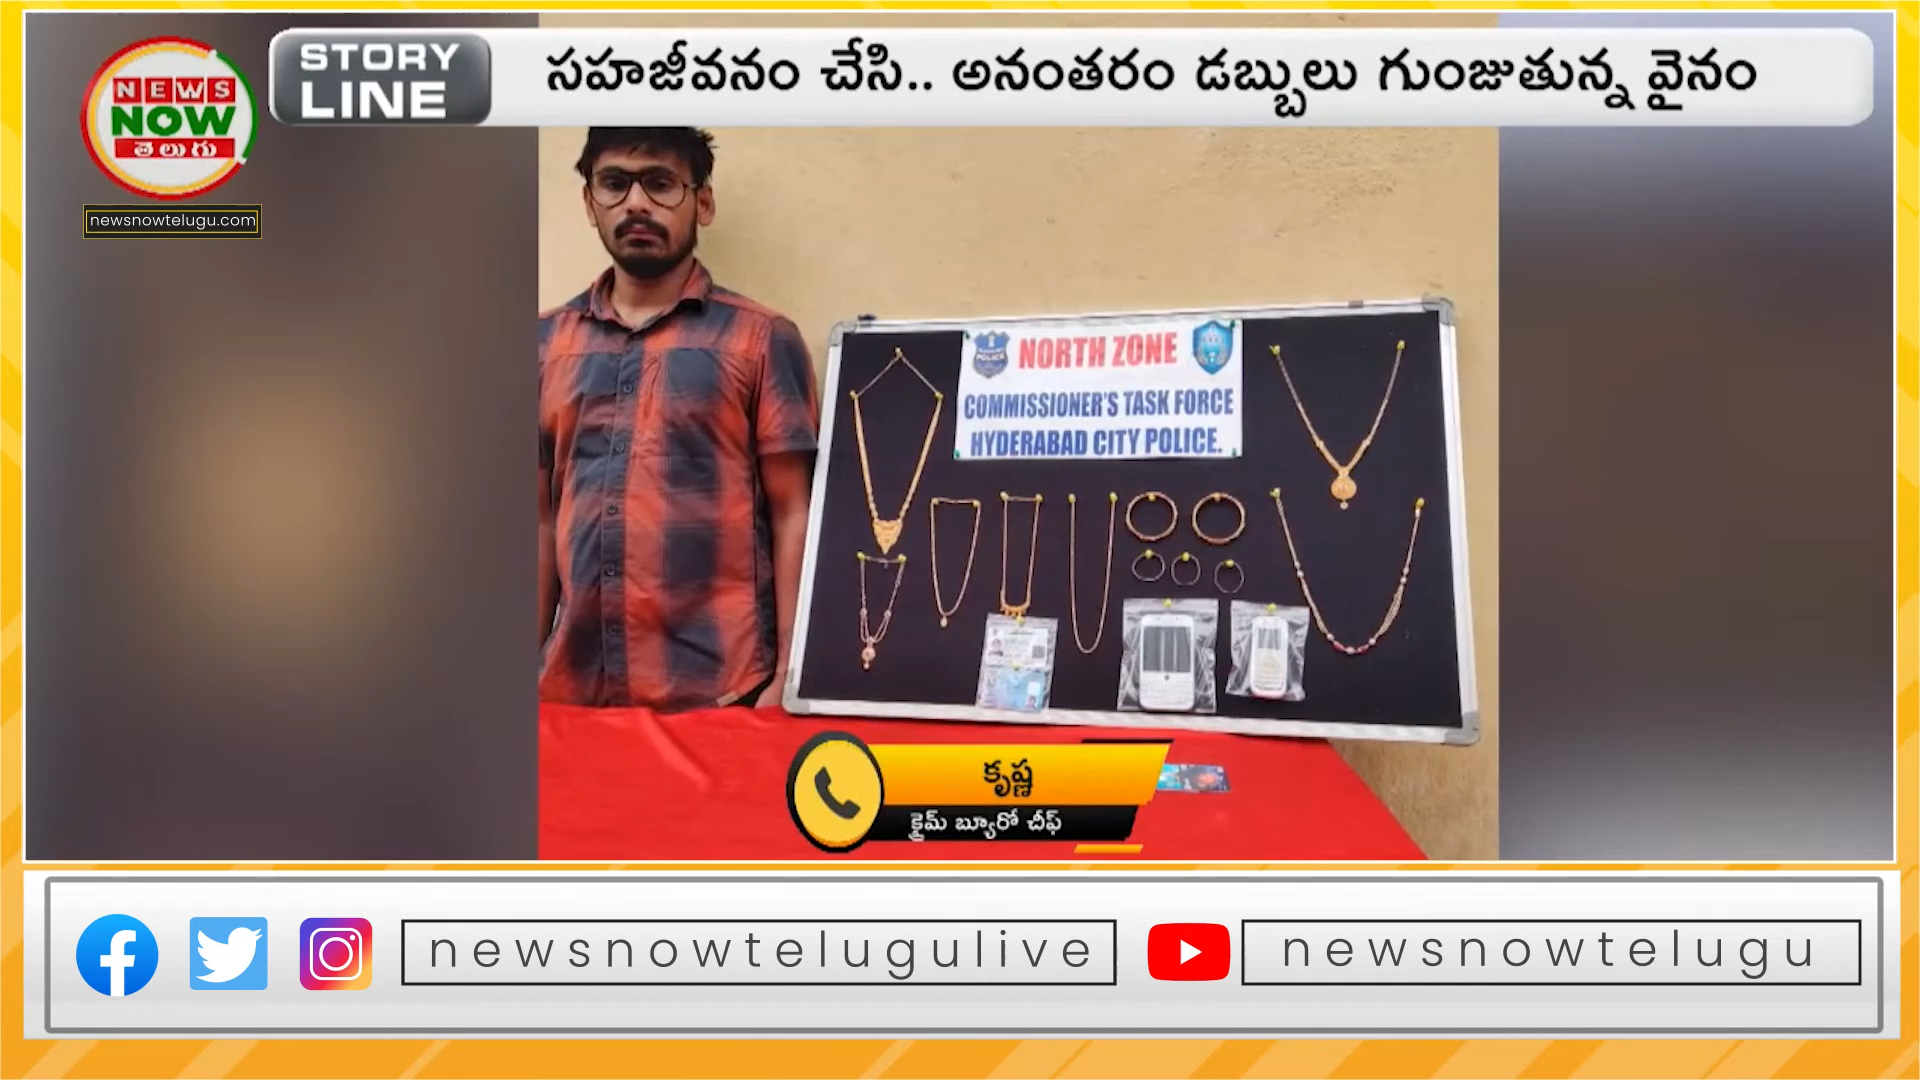 STORY
LINE
సహజీవనం చేసి.. అనంతరం డబ్బులు గుంజుతున్న వైనం
NEWS
NOW
తెలుగు
newsnowtelugu.com
POLICE
NORTH ZONE
COMMISSIONER'S TASK FORCE
HYDERABAD CITY POLICE.
కృష్ణ
క్రైమ్ బ్యూరో చీఫ్
newsnowtelugulive
newsnowtelugu